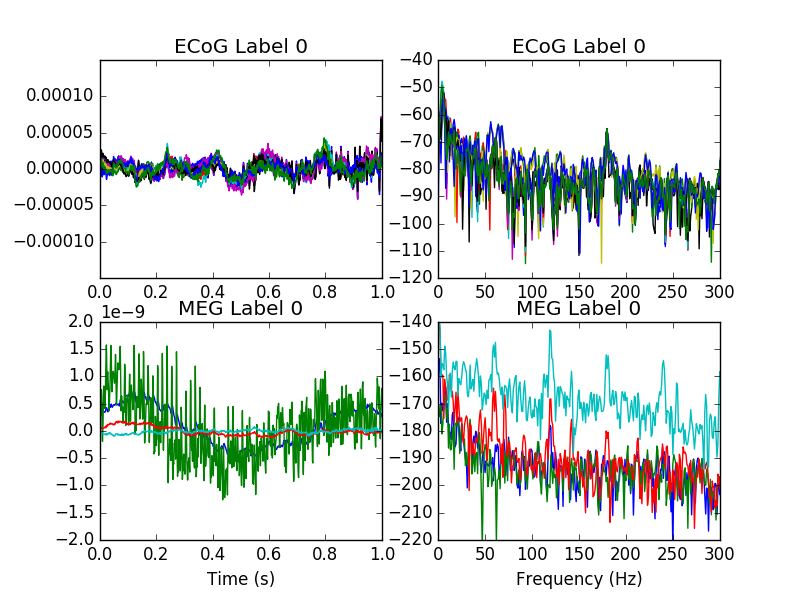 ECoG Label 0
0.00010
0.00005
0.00000
−0.00005
−0.00010
0.0 0.2 0.4 0.6 0.8 1.0
ECoG Label 0
−40
−50
−60
−70
−80
−90
−100
−110
−120
0 50 100 150 200 250 300
MEG Label 0
1e−9
2.0
1.5
1.0
0.5
0.0
−0.5
−1.0
−1.5
−2.0
0.0 0.2 0.4 0.6 0.8 1.0
Time (s)
MEG Label 0
−140
−150
−160
−170
−180
−190
−200
−210
−220
0 50 100 150 200 250 300
Frequency (Hz)